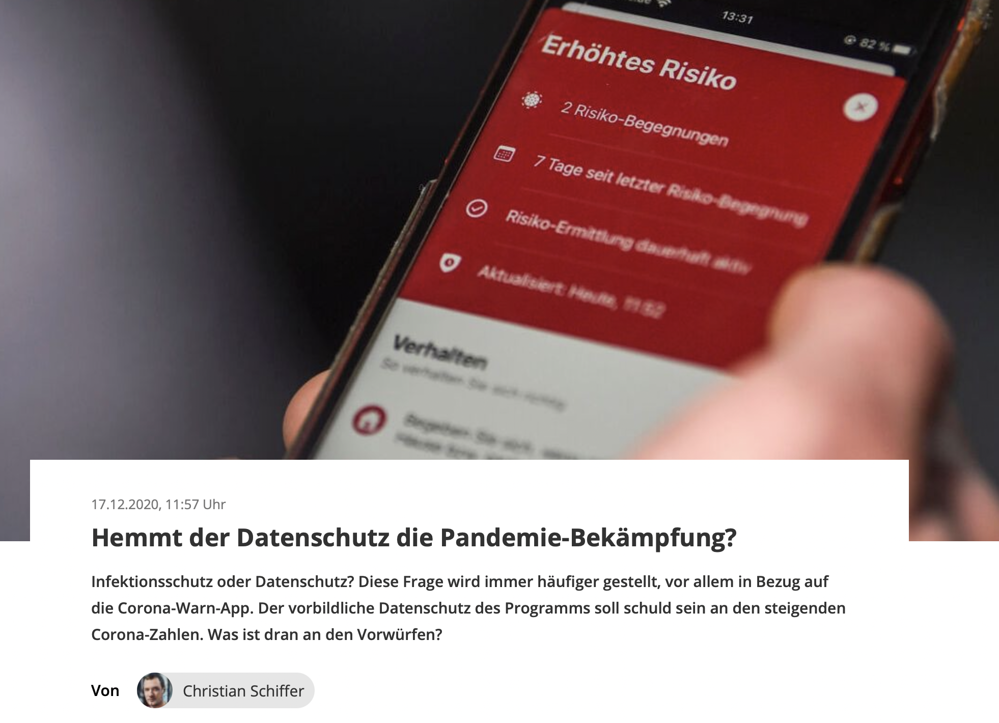 13:31
82 %
Erhöhtes Risiko
2 Risiko-Begegnungen
7 Tage seit letzter Risiko-Begegnung
Risiko-Ermittlung dauerhaft aktiv
Aktualisiert: Heute, 11:52
Verhalten
So verhalten Sie sich richtig
Begeben Sie sich,
17.12.2020, 11:57 Uhr
Hemmt der Datenschutz die Pandemie-Bekämpfung?
Infektionsschutz oder Datenschutz? Diese Frage wird immer häufiger gestellt, vor allem in Bezug auf
die Corona-Warn-App. Der vorbildliche Datenschutz des Programms soll schuld sein an den steigenden
Corona-Zahlen. Was ist dran an den Vorwürfen?
Von Christian Schiffer